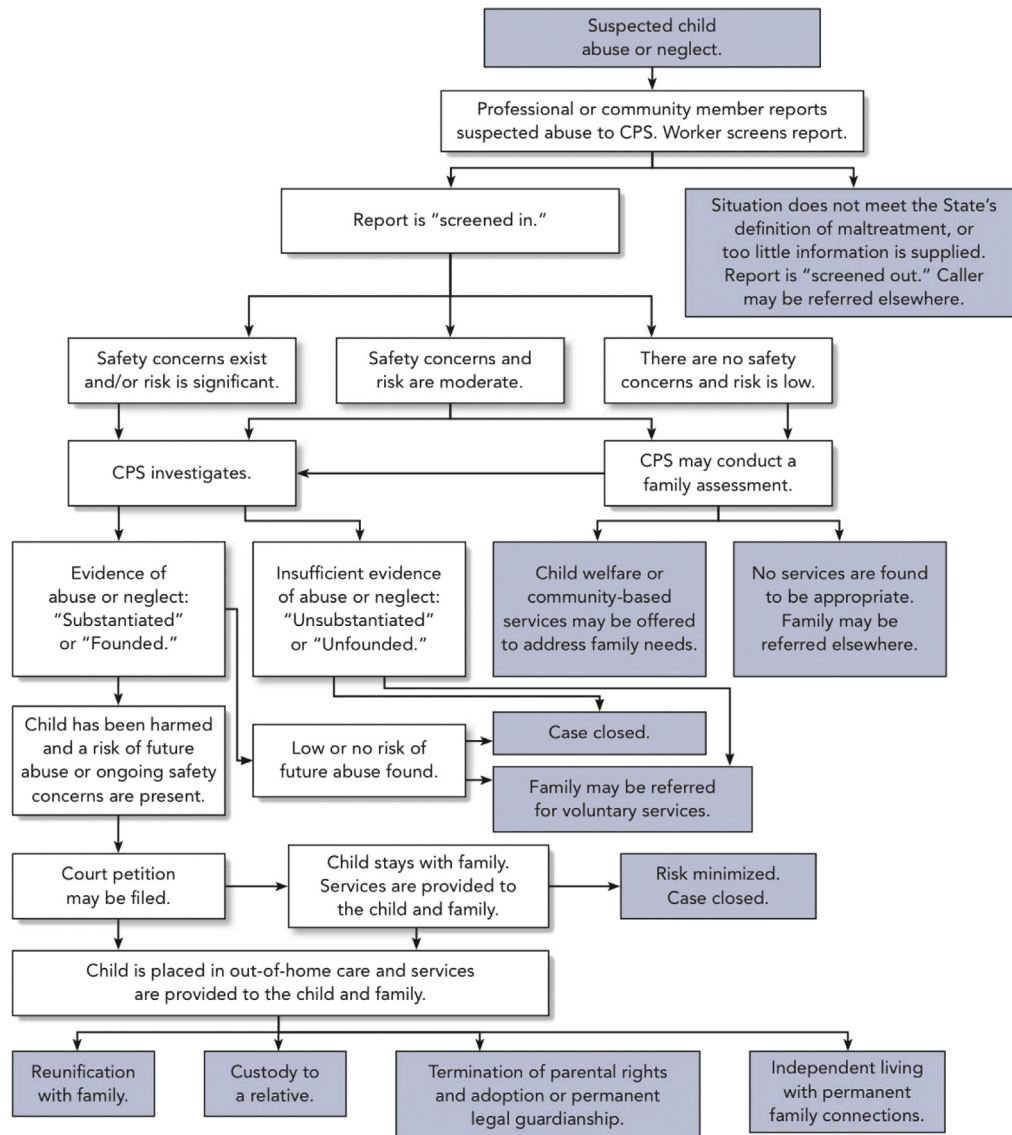 Suspected child
abuse or neglect.
Professional or community member reports
suspected abuse to CPS. Worker screens report.
Report is “screened in.”
Situation does not meet the State’s
definition of maltreatment, or
too little information is supplied.
Report is “screened out.” Caller
may be referred elsewhere.
Safety concerns exist
and/or risk is significant.
Safety concerns and
risk are moderate.
There are no safety
concerns and risk is low.
CPS investigates.
CPS may conduct a
family assessment.
Evidence of
abuse or neglect:
“Substantiated”
or “Founded.”
Insufficient evidence
of abuse or neglect:
“Unsubstantiated”
or “Unfounded.”
Child welfare or
community-based
services may be offered
to address family needs.
No services are found
to be appropriate.
Family may be
referred elsewhere.
Child has been harmed
and a risk of future
abuse or ongoing safety
concerns are present.
Low or no risk of
future abuse found.
Case closed.
Family may be referred
for voluntary services.
Court petition
may be filed.
Child stays with family.
Services are provided to
the child and family.
Risk minimized.
Case closed.
Child is placed in out-of-home care and services
are provided to the child and family.
Reunification
with family.
Custody to
a relative.
Termination of parental rights
and adoption or permanent
legal guardianship.
Independent living
with permanent
family connections.